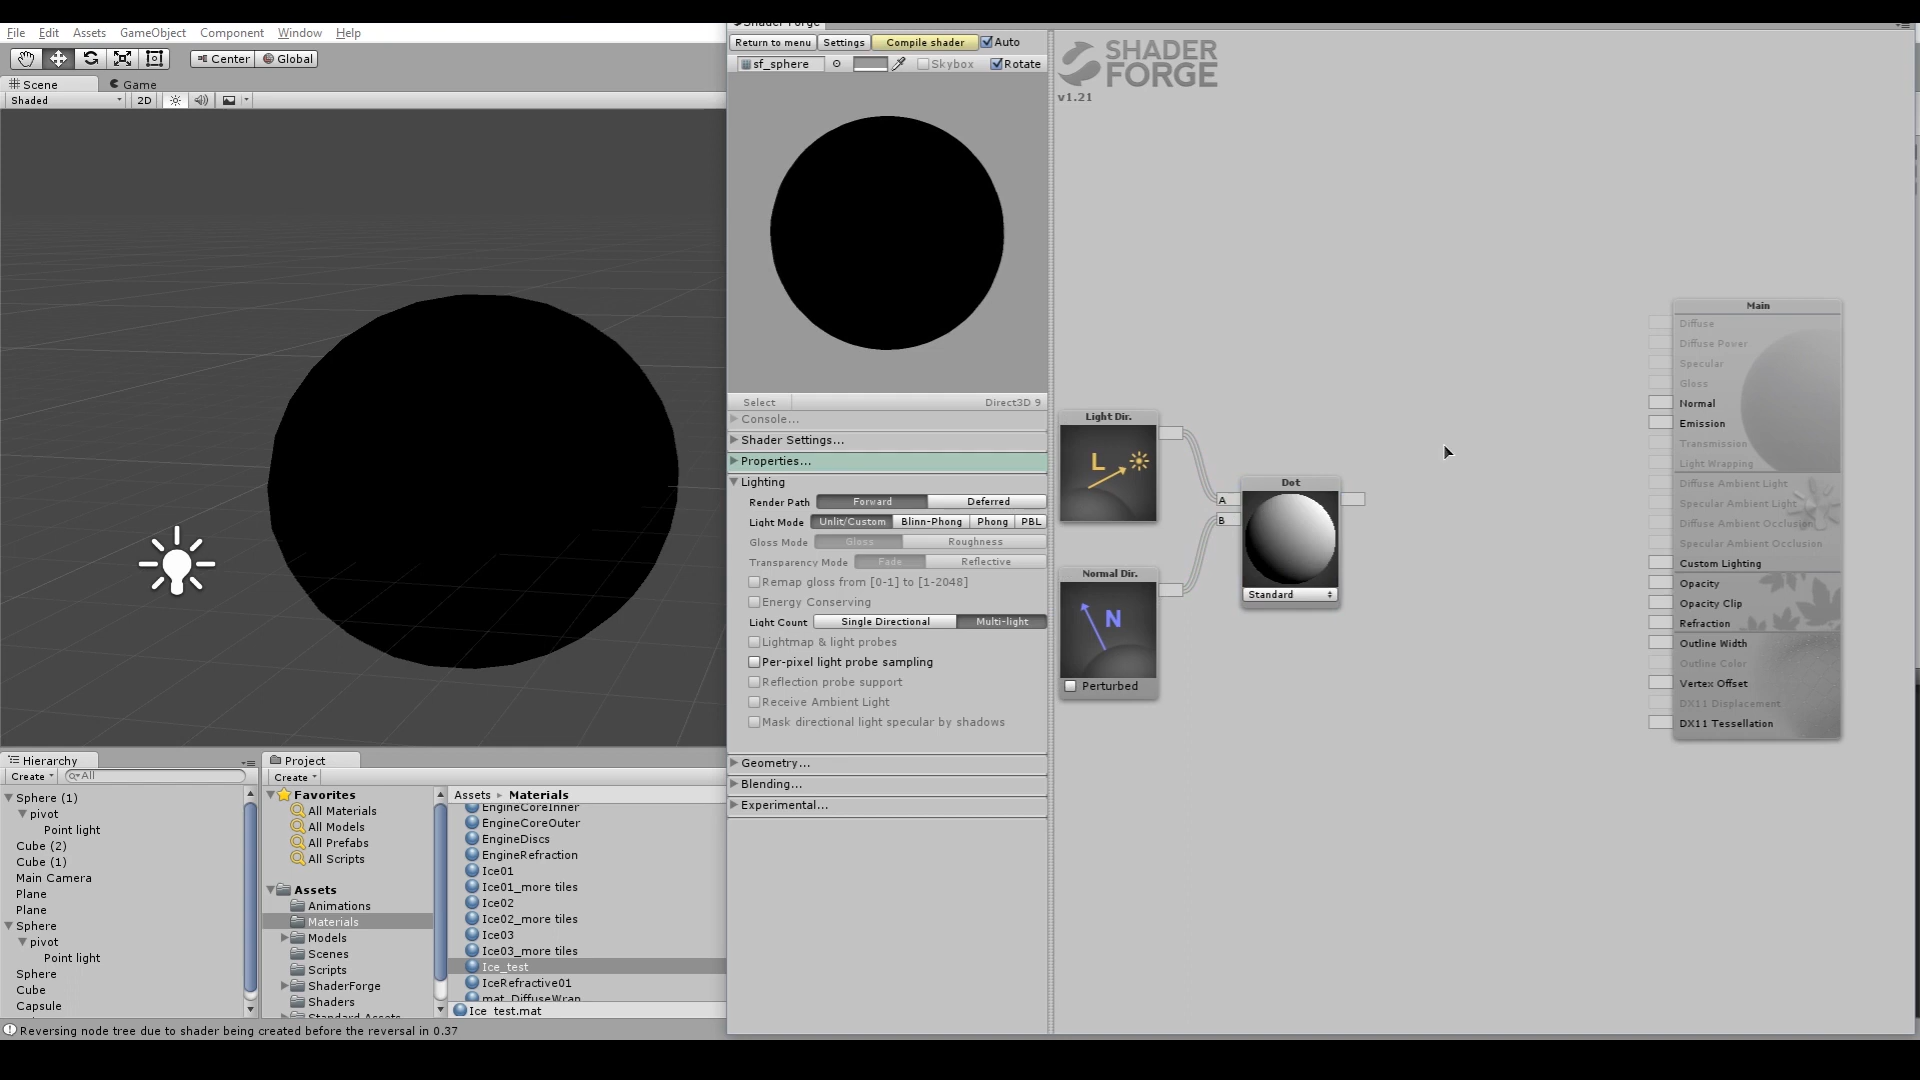 File Edit Assets GameObject Component Window Help
Center Global
Scene Game
Shaded 2D
Shader Forge
Return to menu Settings Compile shader Auto
sf_sphere Skybox Rotate
Select Direct3D 9
Console...
Shader Settings...
Properties...
Lighting
Render Path Forward Deferred
Light Mode Unlit/Custom Blinn-Phong Phong PBL
Gloss Mode Gloss Roughness
Transparency Mode Fade Reflective
Remap gloss from [0-1] to [1-2048]
Energy Conserving
Light Count Single Directional Multi-light
Lightmap & light probes
Per-pixel light probe sampling
Reflection probe support
Receive Ambient Light
Mask directional light specular by shadows
Geometry...
Blending...
Experimental...
SHADER
FORGE
v1.21
Light Dir.
L
Normal Dir.
N
Perturbed
Dot
A
B
Standard
Main
Diffuse
Diffuse Power
Specular
Gloss
Normal
Emission
Transmission
Light Wrapping
Diffuse Ambient Light
Specular Ambient Light
Diffuse Ambient Occlusion
Specular Ambient Occlusion
Custom Lighting
Opacity
Opacity Clip
Refraction
Outline Width
Outline Color
Vertex Offset
DX11 Displacement
DX11 Tessellation
Hierarchy
Create All
Sphere (1)
pivot
Point light
Cube (2)
Cube (1)
Main Camera
Plane
Plane
Sphere
pivot
Point light
Sphere
Cube
Capsule
Project
Create
Favorites
All Materials
All Models
All Prefabs
All Scripts
Assets
Animations
Materials
Models
Scenes
Scripts
ShaderForge
Shaders
Standard Assets
Assets Materials
EngineCoreInner
EngineCoreOuter
EngineDiscs
EngineRefraction
Ice01
Ice01_more tiles
Ice02
Ice02_more tiles
Ice03
Ice03_more tiles
Ice_test
IceRefractive01
mat_DiffuseWrap
Ice_test.mat
Reversing node tree due to shader being created before the reversal in 0.37